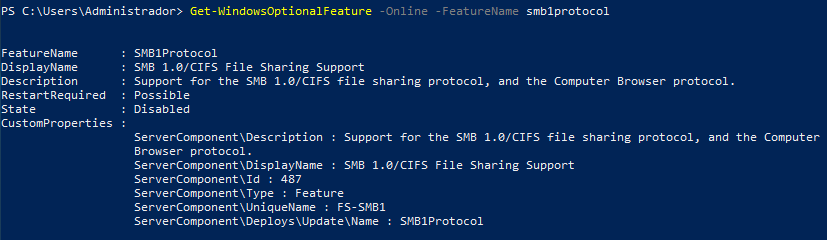 PS C:\Users\Administrador> Get-WindowsOptionalFeature -Online -FeatureName smb1protocol
FeatureName : SMB1Protocol
DisplayName : SMB 1.0/CIFS File Sharing Support
Description : Support for the SMB 1.0/CIFS file sharing protocol, and the Computer Browser protocol.
RestartRequired : Possible
State : Disabled
CustomProperties :
ServerComponent\Description : Support for the SMB 1.0/CIFS file sharing protocol, and the Computer
Browser protocol.
ServerComponent\DisplayName : SMB 1.0/CIFS File Sharing Support
ServerComponent\Id : 487
ServerComponent\Type : Feature
ServerComponent\UniqueName : FS-SMB1
ServerComponent\Deploys\Update\Name : SMB1Protocol